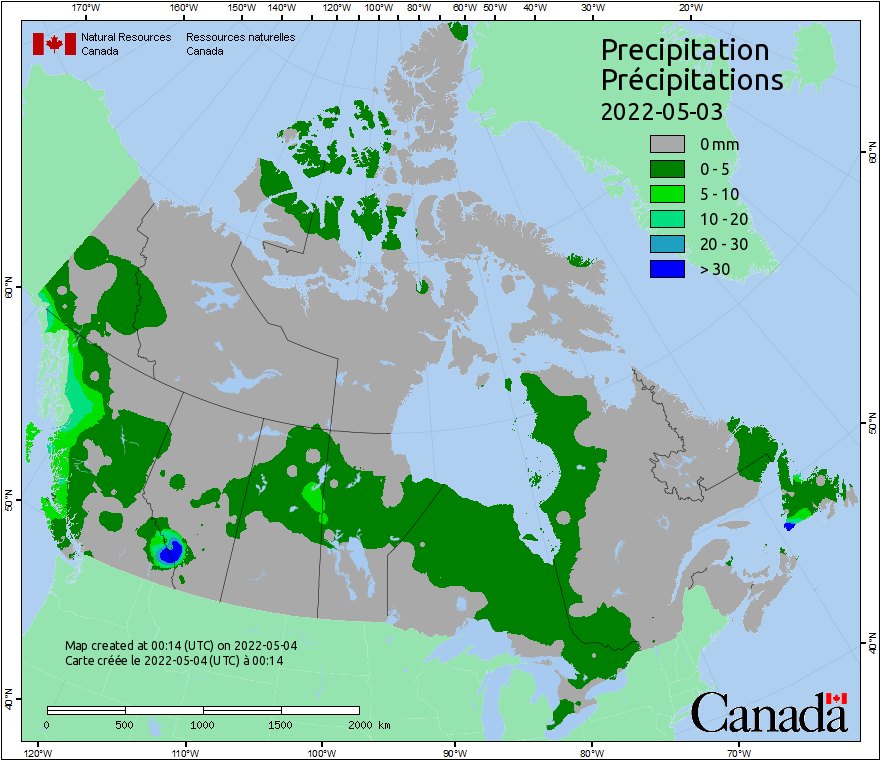 170°W 160°W 150°W 140°W 130°W 120°W 110°W 100°W 90°W 80°W 60°W 50°W 40°W 30°W 20°W
Natural Resources Ressources naturelles
Canada Canada
Precipitation
Précipitations
2022-05-03
0 mm
0 - 5
5 - 10
10 - 20
20 - 30
> 30
60°N
60°N
50°N
50°N
40°N
40°N
Map created at 00:14 (UTC) on 2022-05-04
Carte créée le 2022-05-04 (UTC) à 00:14
0 500 1000 1500 2000 km
Canada
120°W 110°W 100°W 90°W 80°W 70°W